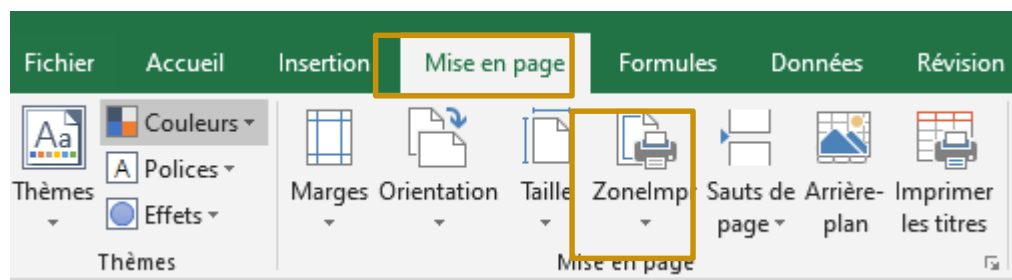 Fichier Accueil Insertion Mise en page Formules Données Révision
Aa Couleurs
A Polices
Effets
Thèmes Marges Orientation Taille ZoneImpr Sauts de page Arrière-plan Imprimer les titres
Thèmes Mise en page